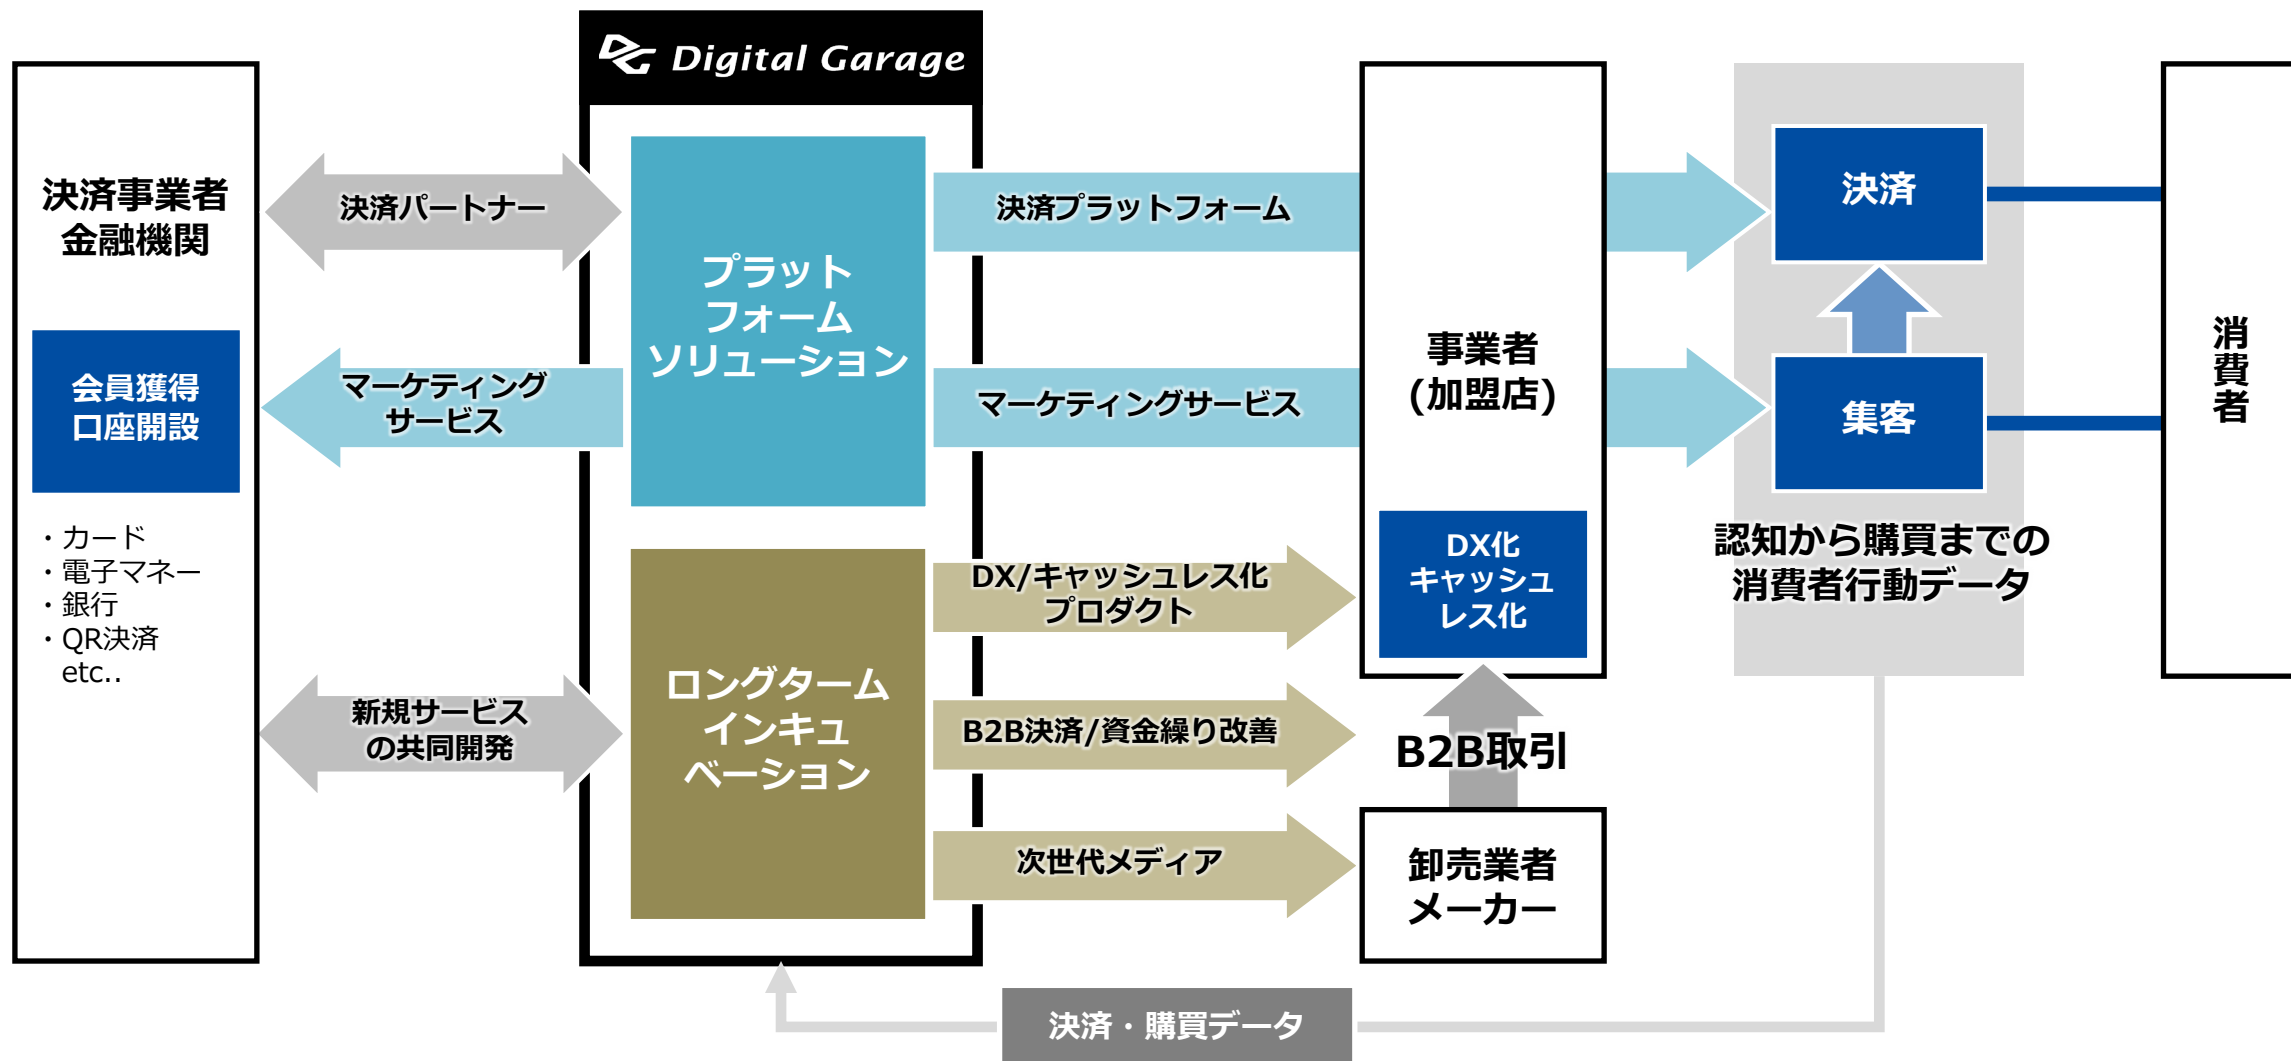 Digital Garage
決済事業者
金融機関
会員獲得
口座開設
・カード
・電子マネー
・銀行
・QR決済
etc..
決済パートナー
マーケティング
サービス
新規サービス
の共同開発
プラット
フォーム
ソリューション
ロングターム
インキュ
ベーション
決済プラットフォーム
マーケティングサービス
DX/キャッシュレス化
プロダクト
B2B決済/資金繰り改善
次世代メディア
事業者
(加盟店)
DX化
キャッシュ
レス化
B2B取引
卸売業者
メーカー
決済
集客
認知から購買までの
消費者行動データ
消費者
決済・購買データ